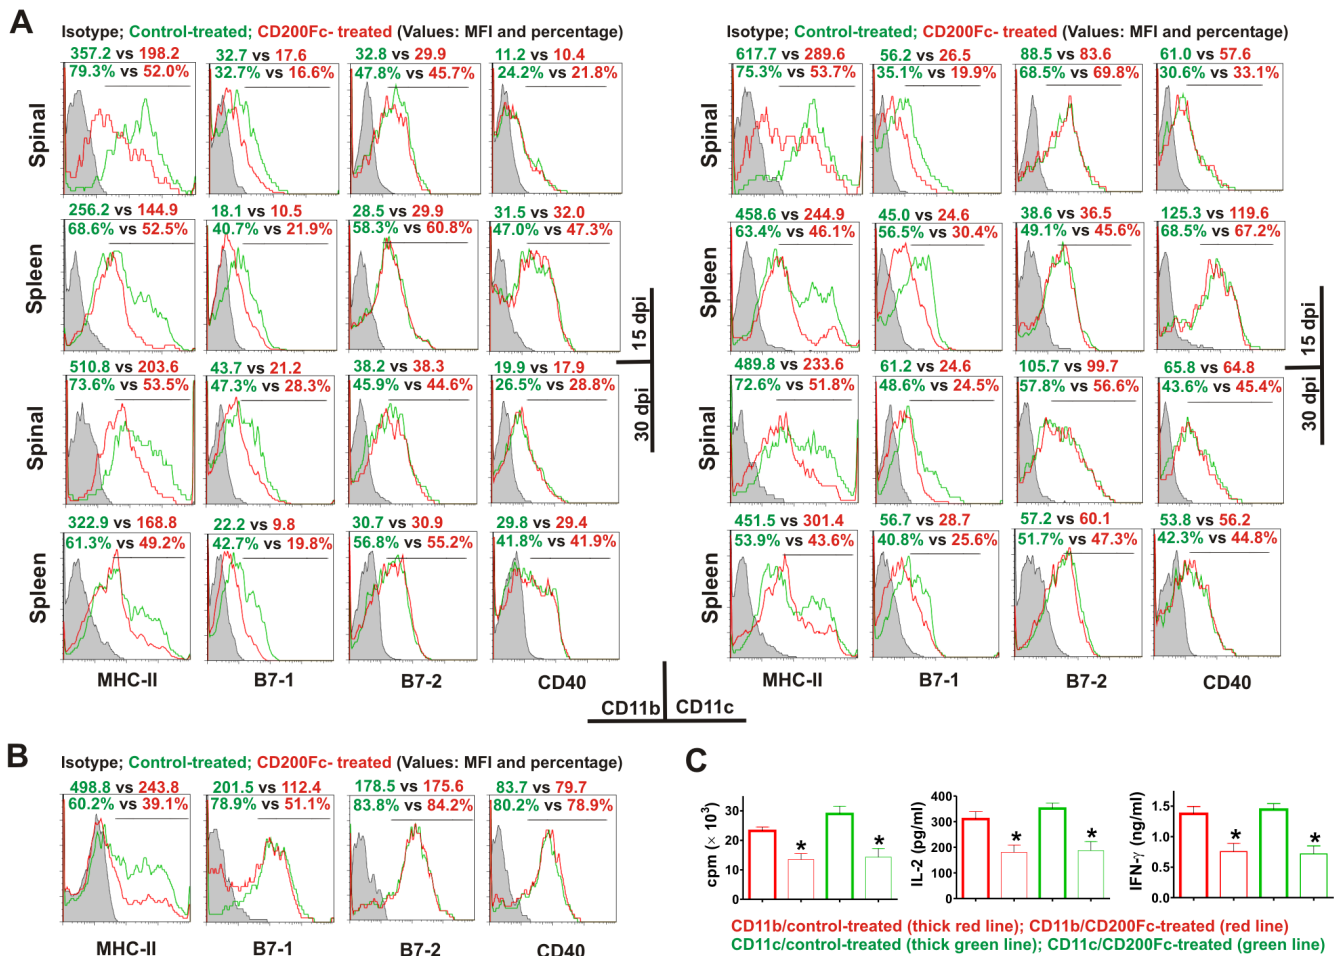 A
Isotype; Control-treated; CD200Fc- treated (Values: MFI and percentage)
357.2 vs 198.2
79.3% vs 52.0%
32.7 vs 17.6
32.7% vs 16.6%
32.8 vs 29.9
47.8% vs 45.7%
11.2 vs 10.4
24.2% vs 21.8%
Spinal
256.2 vs 144.9
68.6% vs 52.5%
18.1 vs 10.5
40.7% vs 21.9%
28.5 vs 29.9
58.3% vs 60.8%
31.5 vs 32.0
47.0% vs 47.3%
Spleen
15 dpi
510.8 vs 203.6
73.6% vs 53.5%
43.7 vs 21.2
47.3% vs 28.3%
38.2 vs 38.3
45.9% vs 44.6%
19.9 vs 17.9
26.5% vs 28.8%
Spinal
30 dpi
322.9 vs 168.8
61.3% vs 49.2%
22.2 vs 9.8
42.7% vs 19.8%
30.7 vs 30.9
56.8% vs 55.2%
29.8 vs 29.4
41.8% vs 41.9%
Spleen
MHC-II
B7-1
B7-2
CD40
CD11b
Isotype; Control-treated; CD200Fc- treated (Values: MFI and percentage)
617.7 vs 289.6
75.3% vs 53.7%
56.2 vs 26.5
35.1% vs 19.9%
88.5 vs 83.6
68.5% vs 69.8%
61.0 vs 57.6
30.6% vs 33.1%
Spinal
458.6 vs 244.9
63.4% vs 46.1%
45.0 vs 24.6
56.5% vs 30.4%
38.6 vs 36.5
49.1% vs 45.6%
125.3 vs 119.6
68.5% vs 67.2%
Spleen
15 dpi
489.8 vs 233.6
72.6% vs 51.8%
61.2 vs 24.6
48.6% vs 24.5%
105.7 vs 99.7
57.8% vs 56.6%
65.8 vs 64.8
43.6% vs 45.4%
Spinal
30 dpi
451.5 vs 301.4
53.9% vs 43.6%
56.7 vs 28.7
40.8% vs 25.6%
57.2 vs 60.1
51.7% vs 47.3%
53.8 vs 56.2
42.3% vs 44.8%
Spleen
MHC-II
B7-1
B7-2
CD40
CD11c
B
Isotype; Control-treated; CD200Fc- treated (Values: MFI and percentage)
498.8 vs 243.8
60.2% vs 39.1%
201.5 vs 112.4
78.9% vs 51.1%
178.5 vs 175.6
83.8% vs 84.2%
83.7 vs 79.7
80.2% vs 78.9%
MHC-II
B7-1
B7-2
CD40
C
cpm (× 10³)
30
20
10
0
*
*
IL-2 (pg/ml)
400
300
200
100
0
*
*
IFN-γ (ng/ml)
1.5
1.0
0.5
0.0
*
*
CD11b/control-treated (thick red line); CD11b/CD200Fc-treated (red line)
CD11c/control-treated (thick green line); CD11c/CD200Fc-treated (green line)